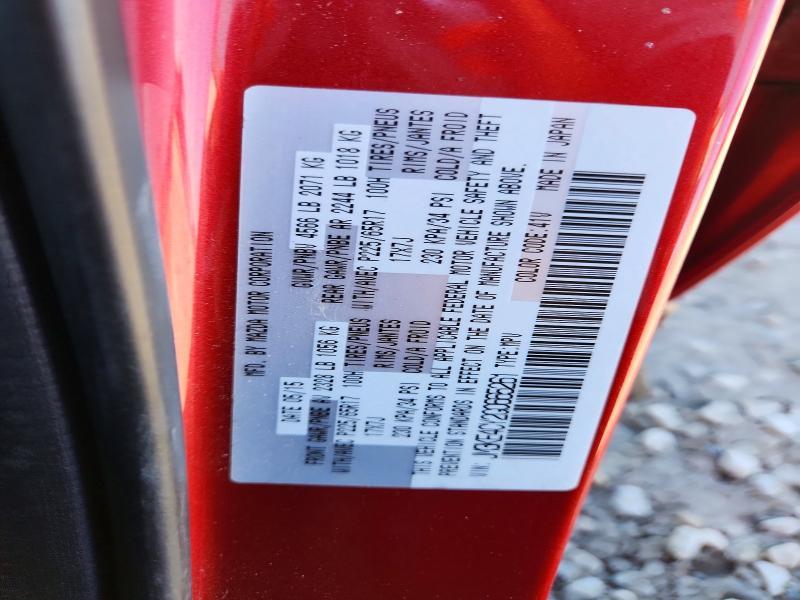 MFD. BY MAZDA MOTOR CORPORATION
DATE 05/15 GVWR/PNBV 4566 LB 2071 KG
FRONT GAWR/PNBE AV 2328 LB 1056 KG REAR GAWR/PNBE AR 2244 LB 1018 KG
WITH/AVEC P225/65R17 100H TIRES/PNEUS WITH/AVEC P225/65R17 100H TIRES/PNEUS
17X7J RIMS/JANTES 17X7J RIMS/JANTES
230 KPA/34 PSI COLD/A FROID 230 KPA/34 PSI COLD/A FROID
THIS VEHICLE CONFORMS TO ALL APPLICABLE FEDERAL MOTOR VEHICLE SAFETY AND THEFT
PREVENTION STANDARDS IN EFFECT ON THE DATE OF MANUFACTURE SHOWN ABOVE.
VIN: TYPE:MPV COLOR CODE:41V MADE IN JAPAN